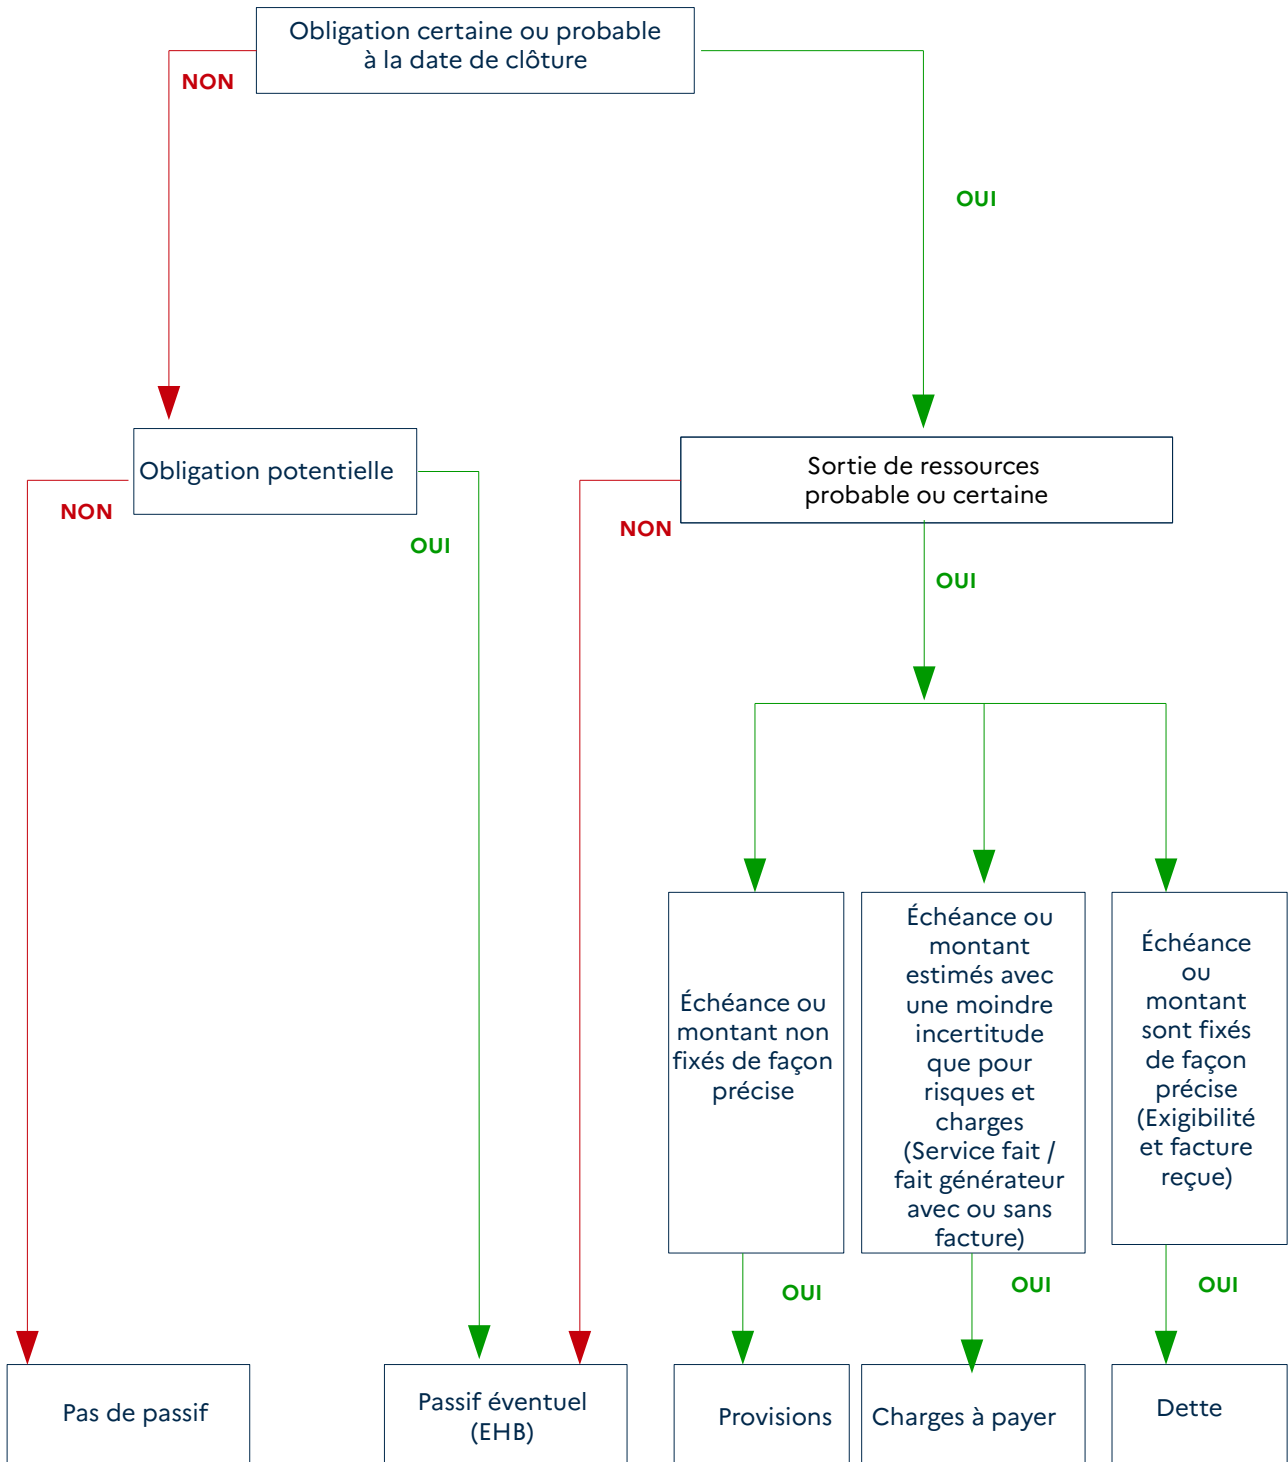 Obligation certaine ou probable
à la date de clôture
NON
OUI
Obligation potentielle
Sortie de ressources
probable ou certaine
NON
OUI
NON
OUI
Échéance ou
montant non
fixés de façon
précise
Échéance ou
montant
estimés avec
une moindre
incertitude
que pour
risques et
charges
(Service fait /
fait générateur
avec ou sans
facture)
Échéance
ou
montant
sont fixés
de façon
précise
(Exigibilité
et facture
reçue)
OUI
OUI
OUI
Pas de passif
Passif éventuel
(EHB)
Provisions
Charges à payer
Dette